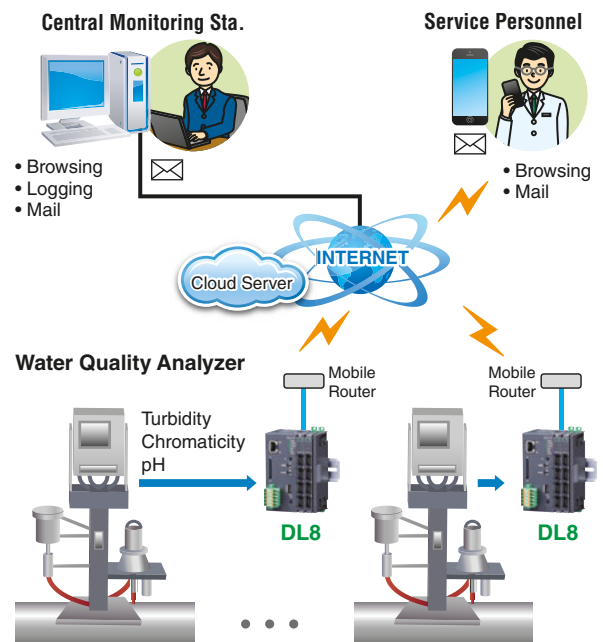 Central Monitoring Sta.
Service Personnel
• Browsing
• Logging
• Mail
• Browsing
• Mail
INTERNET
Cloud Server
Water Quality Analyzer
Mobile
Router
Mobile
Router
Turbidity
Chromaticity
pH
DL8
DL8